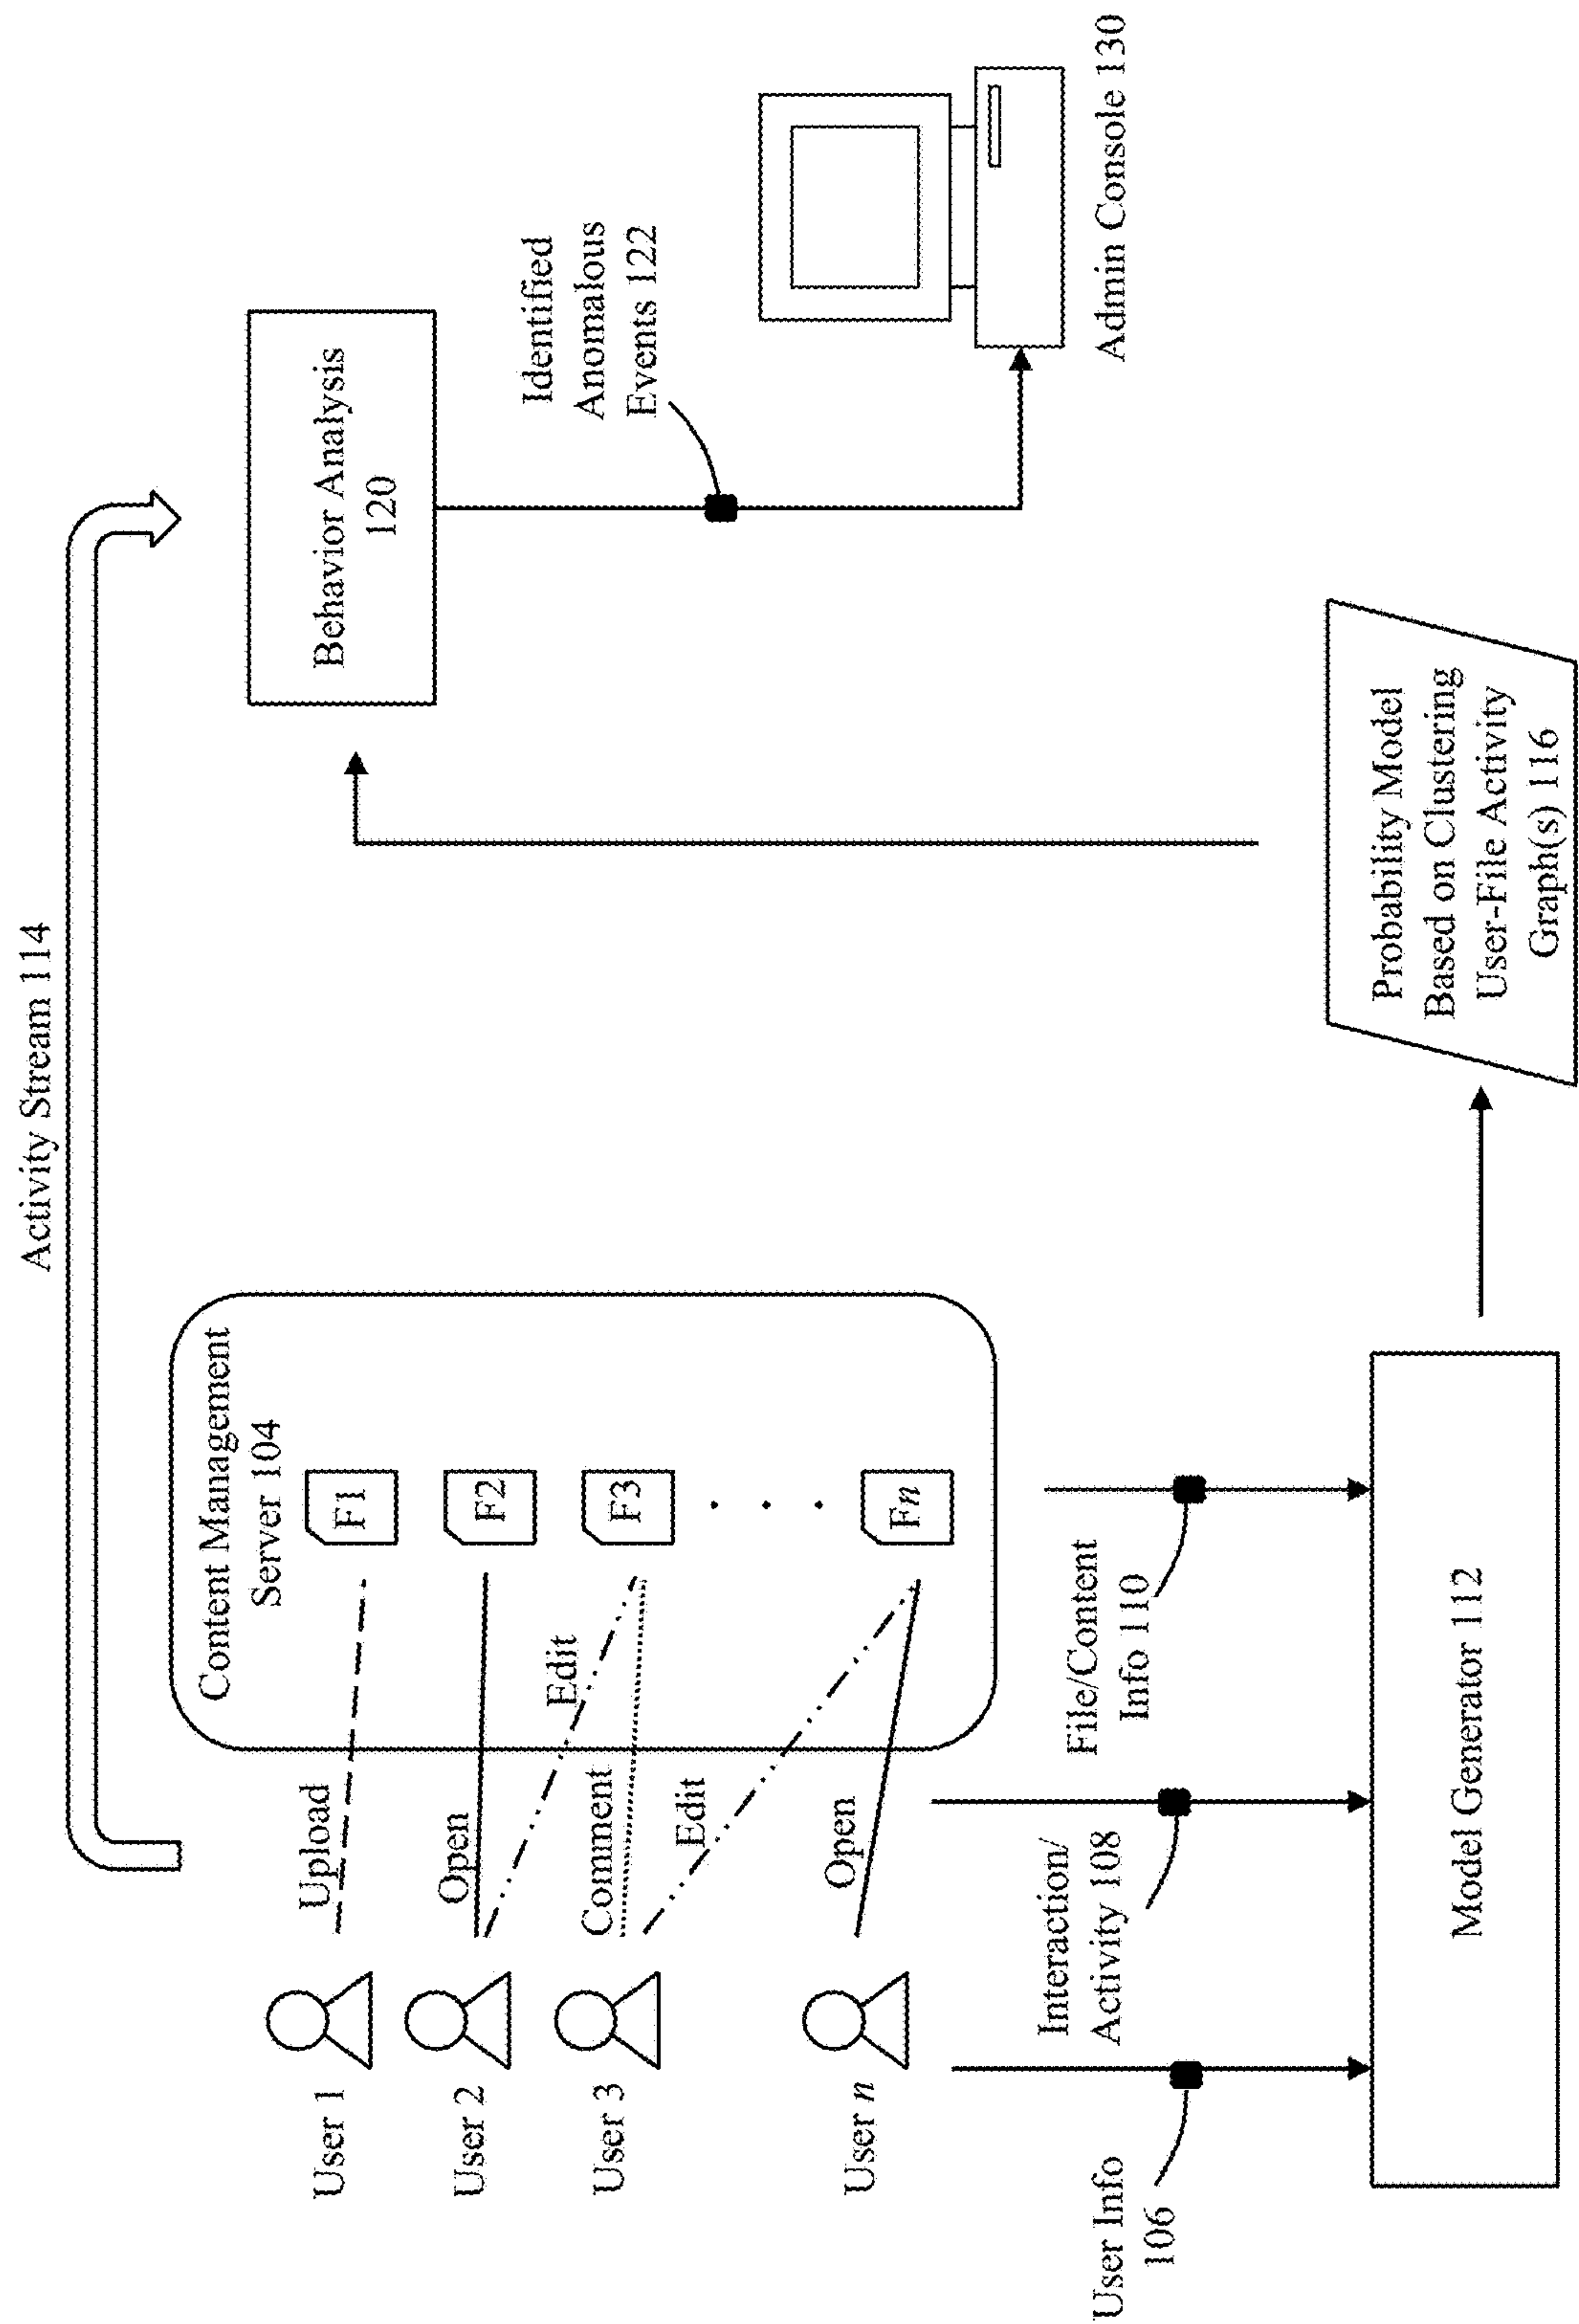 Activity Stream 114
Content Management
Server 104
User 1
Upload
F1
User 2
Open
F2
Edit
User 3
Comment
F3
Edit
User n
Open
Fn
Behavior Analysis
120
Identified
Anomalous
Events 122
Admin Console 130
User Info
106
Interaction/
Activity 108
File/Content
Info 110
Model Generator 112
Probability Model
Based on Clustering
User-File Activity
Graph(s) 116